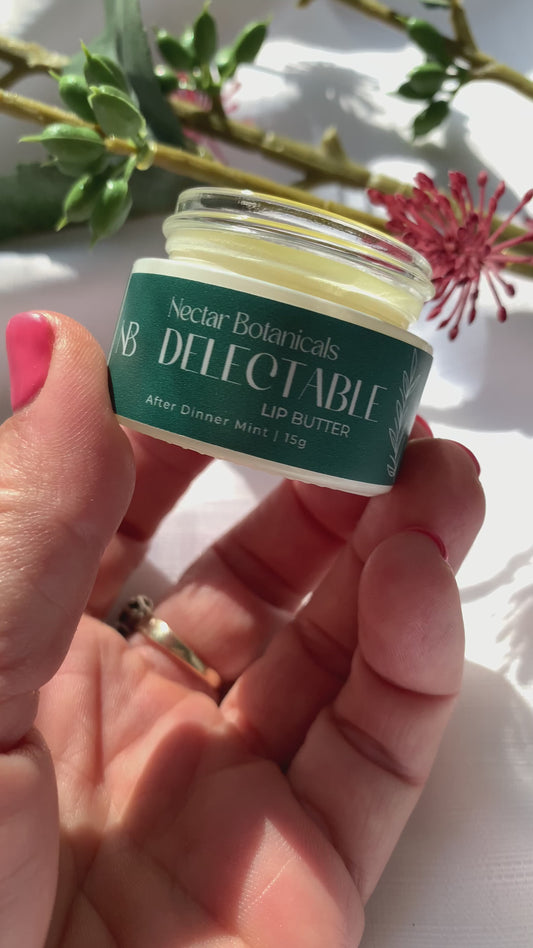 Nectar Botanicals
NB
DELECTABLE
LIP BUTTER
After Dinner Mint | 15g